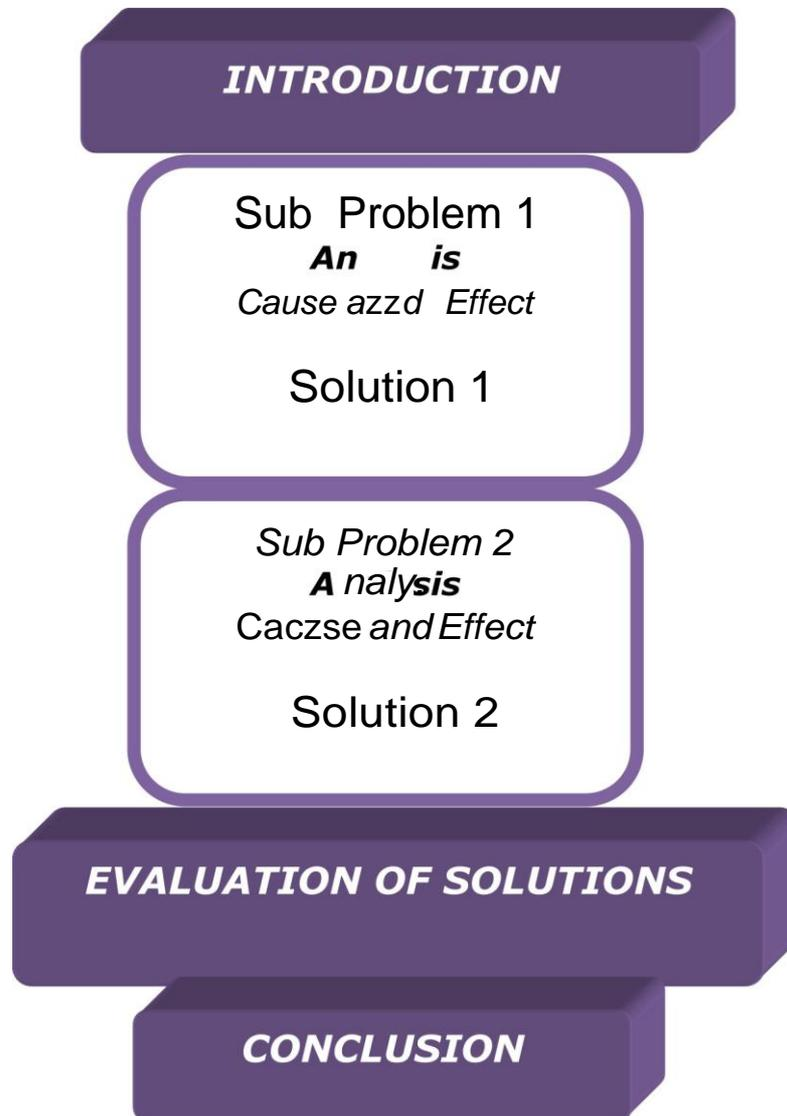 INTRODUCTION
Sub Problem 1
An is
Cause azzd Effect
Solution 1
Sub Problem 2
A nalysis
Caczse and Effect
Solution 2
EVALUATION OF SOLUTIONS
CONCLUSION